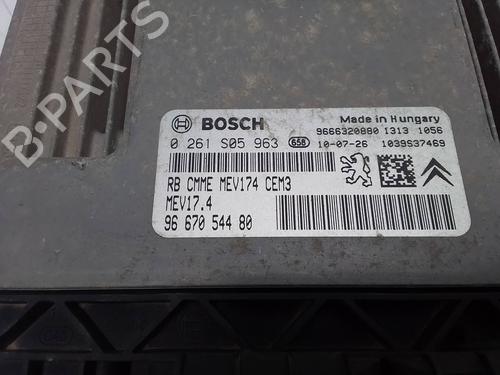 BOSCH
Made in Hungary
9666320880 1313 1056
0 261 S05 963 658 10-07-26 1039S37469
RB CMME MEV174 CEM3
MEV17.4
96 670 544 80
B-PARTS